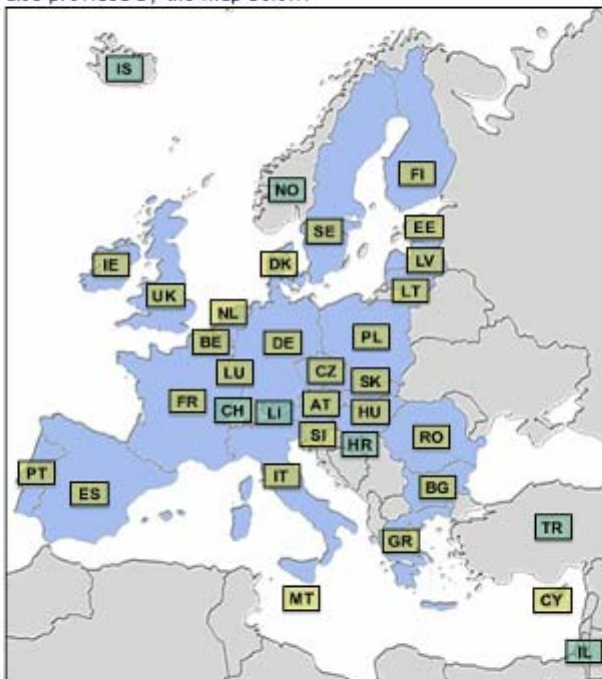 also provided by the map below:
IS
NO
FI
SE
EE
IE
DK
LV
UK
LT
NL
BE
DE
PL
LU
CZ
SK
FR
CH
LI
AT
HU
SI
HR
RO
PT
ES
IT
BG
GR
TR
MT
CY
IL